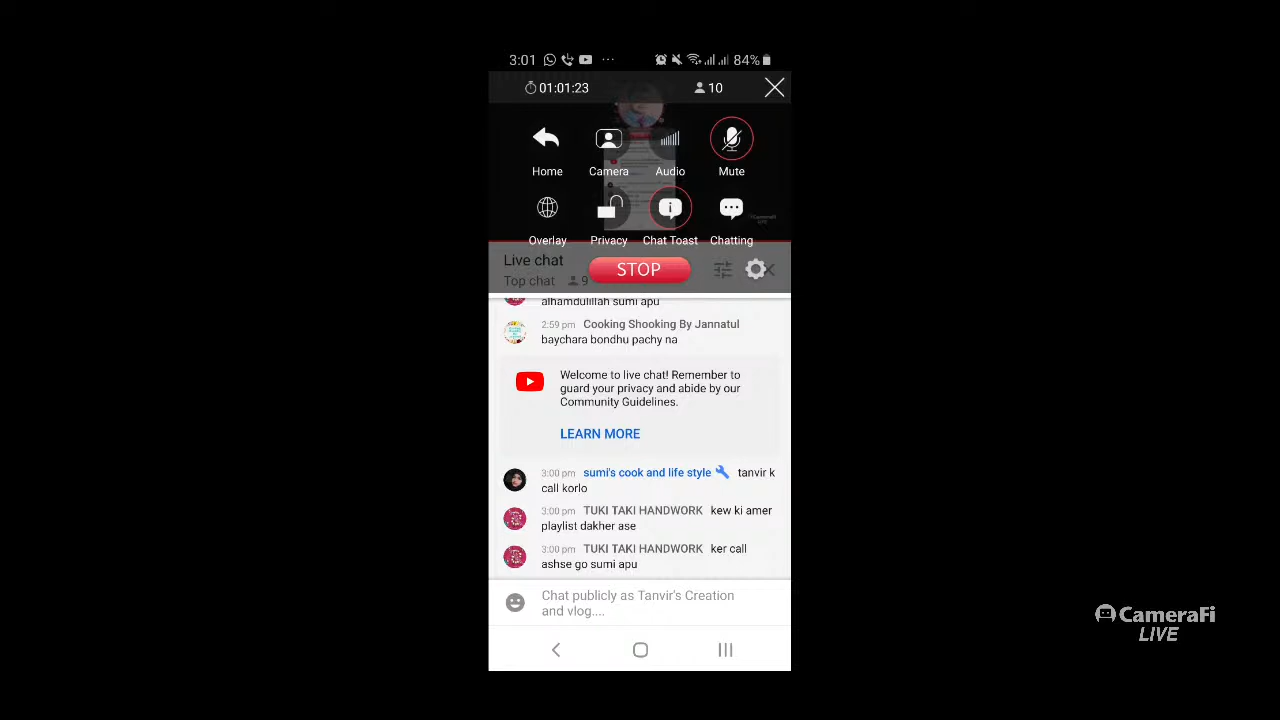 3:01 84%
01:01:23 10
Home Camera Audio Mute
Overlay Privacy Chat Toast Chatting
Live chat
STOP
Top chat 9
alhamdulillah sumi apu
2:59 pm Cooking Shooking By Jannatul
baychara bondhu pachy na
Welcome to live chat! Remember to
guard your privacy and abide by our
Community Guidelines.
LEARN MORE
3:00 pm sumi's cook and life style tanvir k
call korlo
3:00 pm TUKI TAKI HANDWORK kew ki amer
playlist dakher ase
3:00 pm TUKI TAKI HANDWORK ker call
ashse go sumi apu
Chat publicly as Tanvir's Creation
and vlog....
CameraFi
LIVE